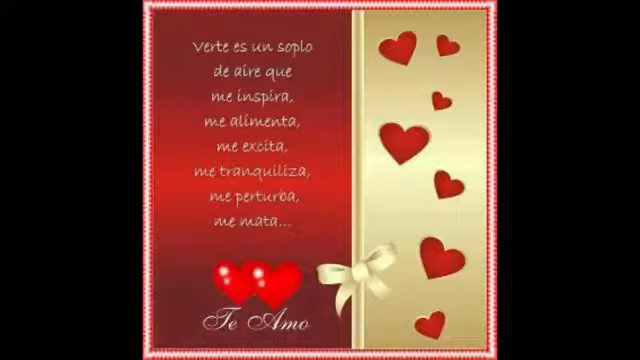 Verte es un soplo
de aire que
me inspira,
me alimenta,
me excita,
me tranquiliza,
me perturba,
me mata...
Te Amo